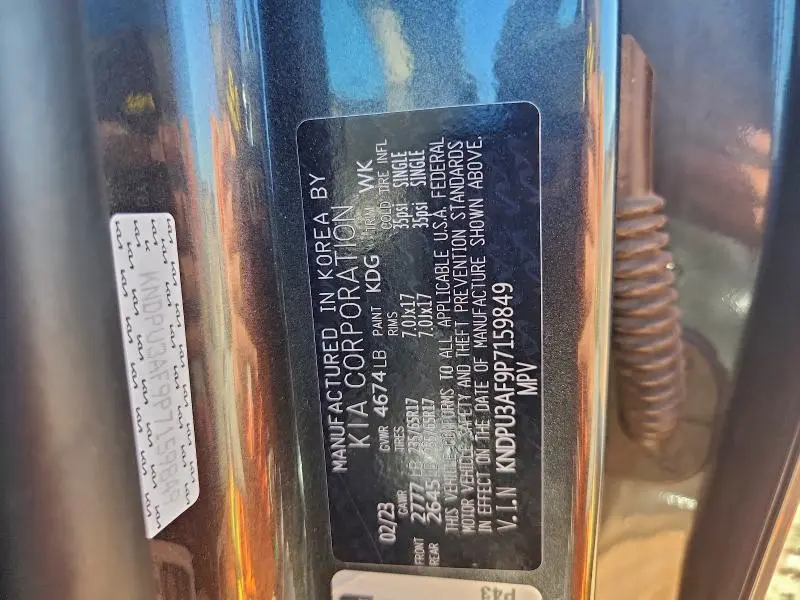 MANUFACTURED IN KOREA BY
KIA CORPORATION
02/23 GVWR 4674LB PAINT KDG TRIM WK
GAWR TIRES RIMS COLD TIRE INFL
FRONT 2777 LB 235/65R17 7.0Jx17 35psi SINGLE
REAR 2645 LB 235/65R17 7.0Jx17 35psi SINGLE
THIS VEHICLE CONFORMS TO ALL APPLICABLE U.S.A. FEDERAL
MOTOR VEHICLE SAFETY AND THEFT PREVENTION STANDARDS
IN EFFECT ON THE DATE OF MANUFACTURE SHOWN ABOVE.
V.I.N KNDPU3AF9P7159849
MPV
KNDPU3AF9P7159849
P43